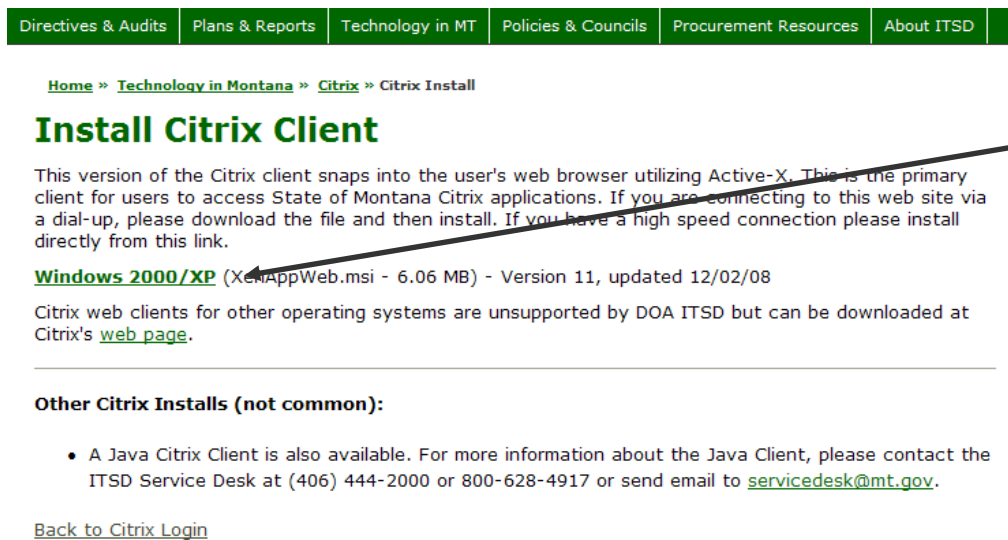 Directives & Audits Plans & Reports Technology in MT Policies & Councils Procurement Resources About ITSD
Home » Technology in Montana » Citrix » Citrix Install
Install Citrix Client
This version of the Citrix client snaps into the user's web browser utilizing Active-X. This is the primary
client for users to access State of Montana Citrix applications. If you are connecting to this web site via
a dial-up, please download the file and then install. If you have a high speed connection please install
directly from this link.
Windows 2000/XP (XenAppWeb.msi - 6.06 MB) - Version 11, updated 12/02/08
Citrix web clients for other operating systems are unsupported by DOA ITSD but can be downloaded at
Citrix's web page.
Other Citrix Installs (not common):
• A Java Citrix Client is also available. For more information about the Java Client, please contact the
ITSD Service Desk at (406) 444-2000 or 800-628-4917 or send email to servicedesk@mt.gov.
Back to Citrix Login